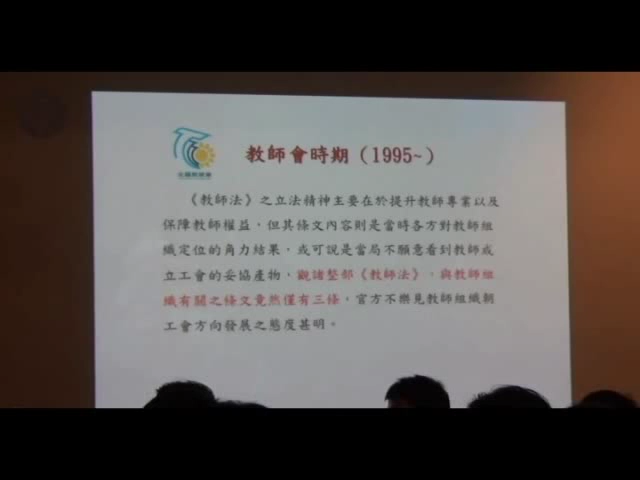 教師會時期（1995~）
《教師法》之立法精神主要在於提升教師專業以及
保障教師權益，但其條文內容則是當時各方對教師組
織定位的角力結果，或可說是當局不願意看到教師成
立工會的妥協產物，觀諸整部《教師法》，與教師組
織有關之條文竟然僅有三條，官方不樂見教師組織朝
工會方向發展之態度甚明。